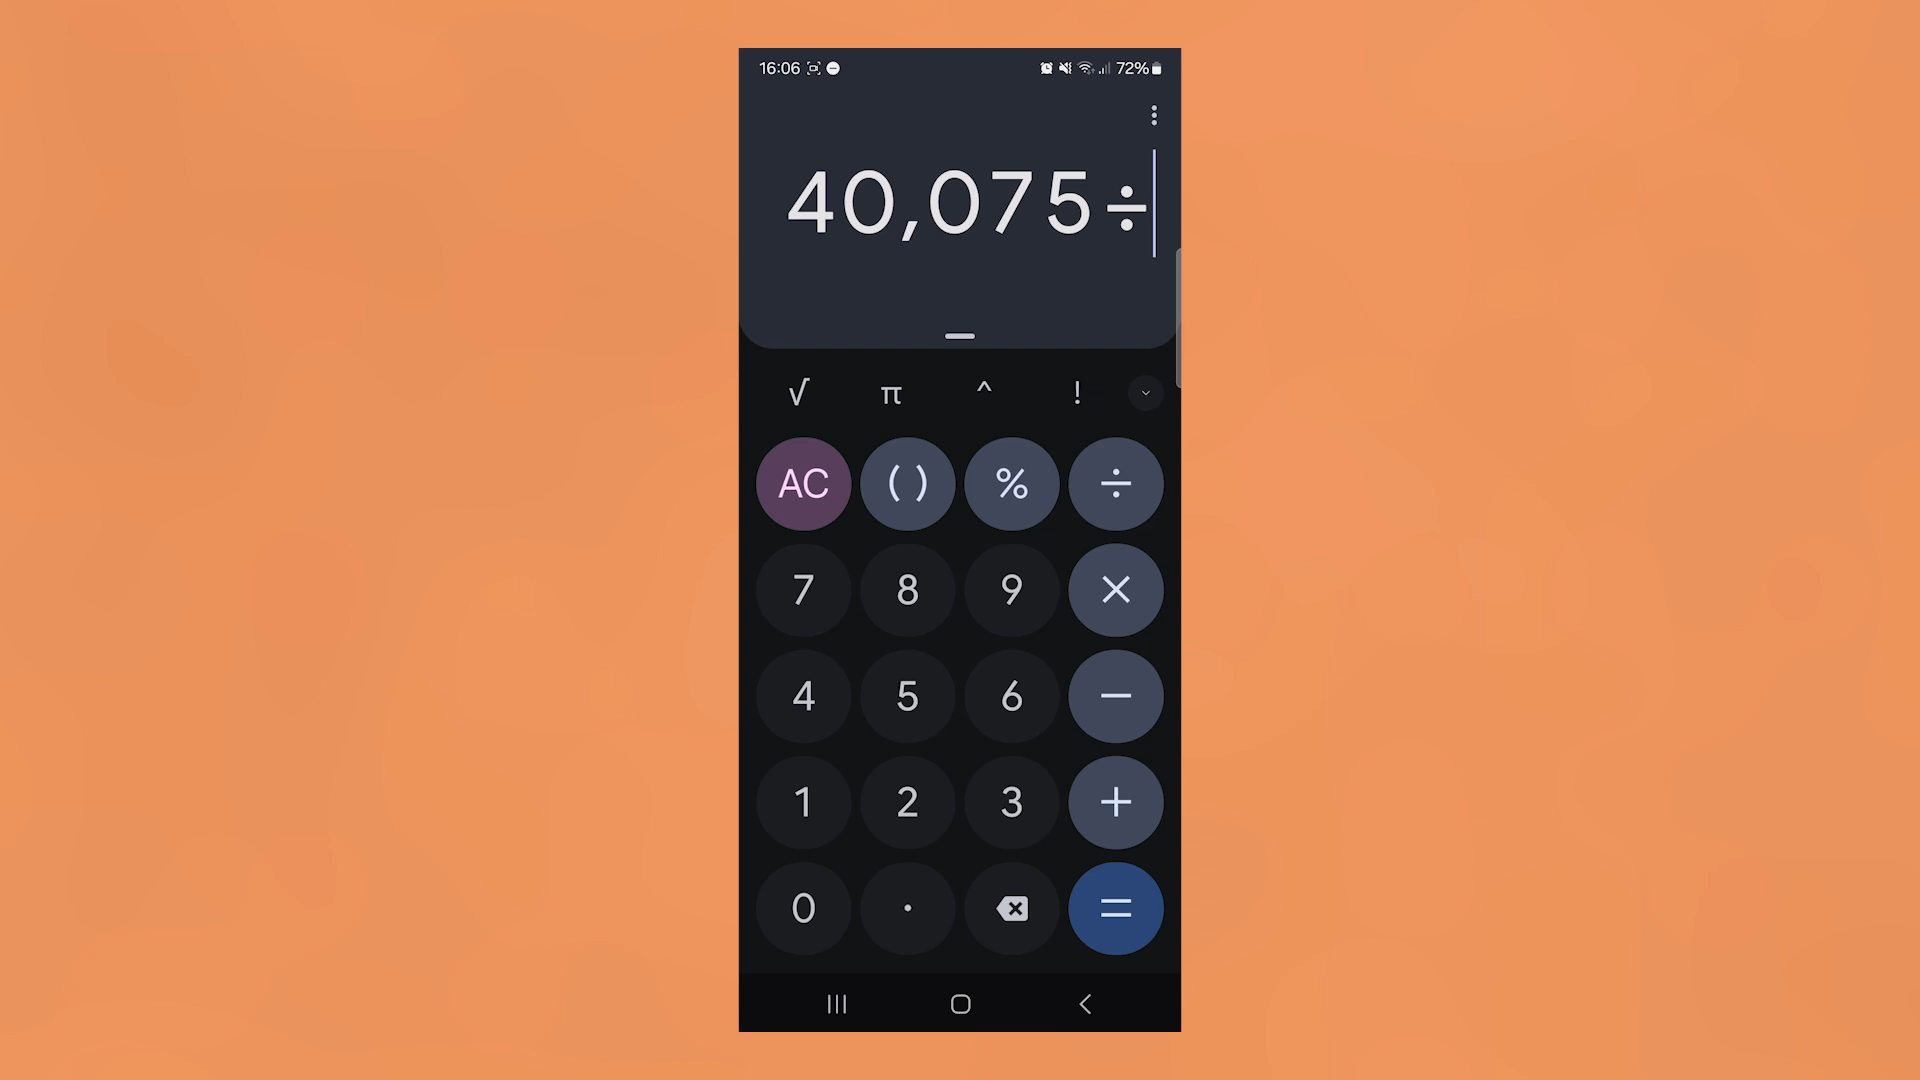 16:06 72%
40,075÷
√ π ^ !
AC ( ) % ÷
7 8 9 ×
4 5 6 −
1 2 3 +
0 . =